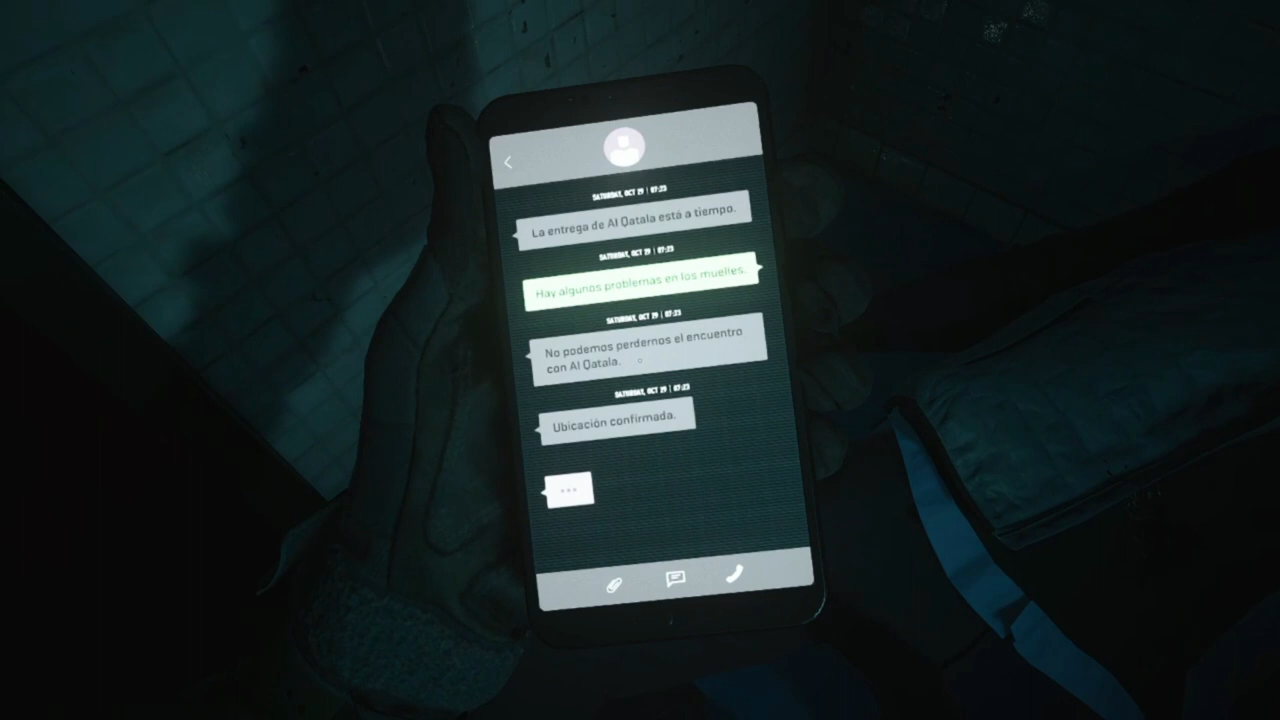 SATURDAY, OCT 29 | 07:23
La entrega de Al Qatala está a tiempo.
SATURDAY, OCT 29 | 07:23
Hay algunos problemas en los muelles.
SATURDAY, OCT 29 | 07:23
No podemos perdernos el encuentro
con Al Qatala.
SATURDAY, OCT 29 | 07:23
Ubicación confirmada.
...